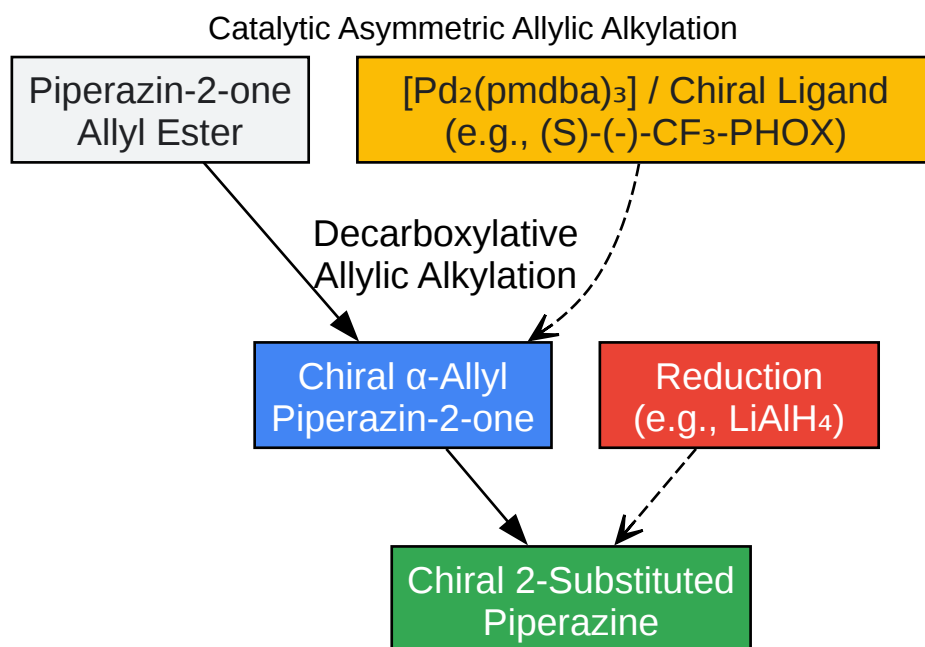 Catalytic Asymmetric Allylic Alkylation
Piperazin-2-one
Allyl Ester
[Pd₂(pmdba)₃] / Chiral Ligand
(e.g., (S)-(-)-CF₃-PHOX)
Decarboxylative
Allylic Alkylation
Chiral α-Allyl
Piperazin-2-one
Reduction
(e.g., LiAlH₄)
Chiral 2-Substituted
Piperazine